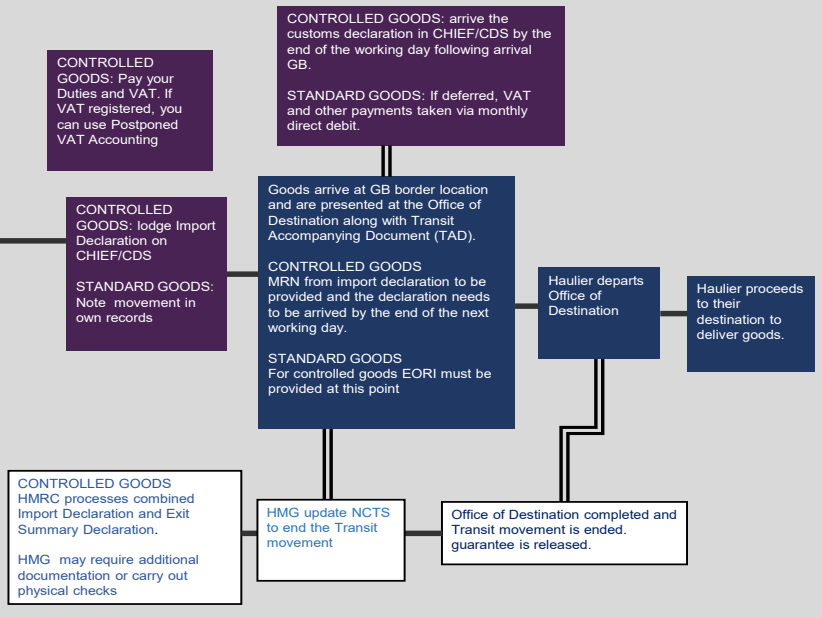 CONTROLLED GOODS: arrive the
customs declaration in CHIEF/CDS by the
end of the working day following arrival
GB.
STANDARD GOODS: If deferred, VAT
and other payments taken via monthly
direct debit.
CONTROLLED
GOODS: Pay your
Duties and VAT. If
VAT registered, you
can use Postponed
VAT Accounting
CONTROLLED
GOODS: lodge Import
Declaration on
CHIEF/CDS
STANDARD GOODS:
Note movement in
own records
Goods arrive at GB border location
and are presented at the Office of
Destination along with Transit
Accompanying Document (TAD).
CONTROLLED GOODS
MRN from import declaration to be
provided and the declaration needs
to be arrived by the end of the next
working day.
STANDARD GOODS
For controlled goods EORI must be
provided at this point
Haulier departs
Office of
Destination
Haulier proceeds
to their
destination to
deliver goods.
CONTROLLED GOODS
HMRC processes combined
Import Declaration and Exit
Summary Declaration.
HMG may require additional
documentation or carry out
physical checks
HMG update NCTS
to end the Transit
movement
Office of Destination completed and
Transit movement is ended.
guarantee is released.